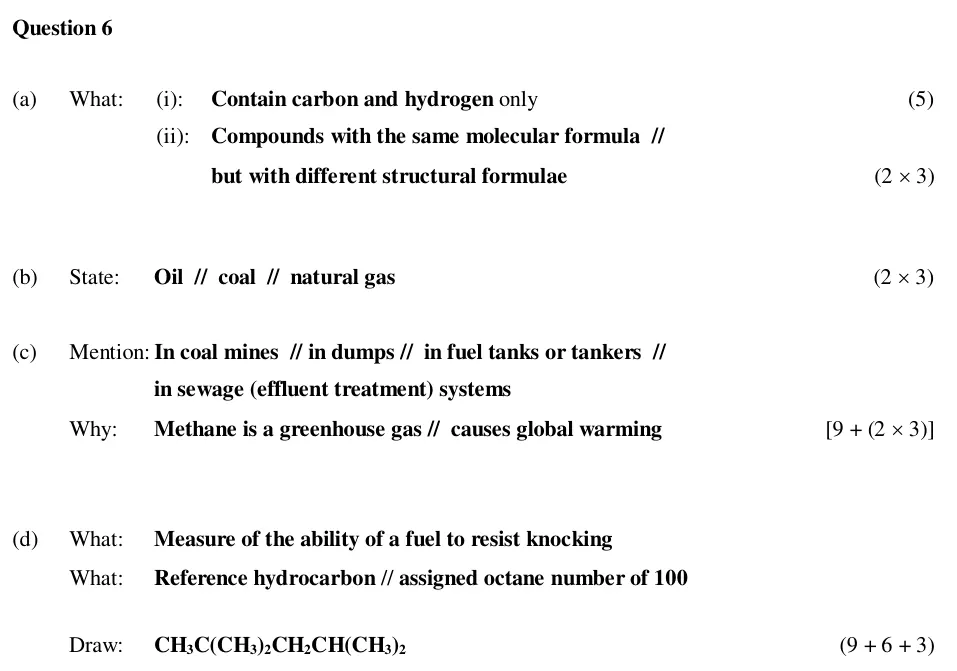 Question 6
(a) What: (i): Contain carbon and hydrogen only (5)
(ii): Compounds with the same molecular formula //
but with different structural formulae (2 × 3)
(b) State: Oil // coal // natural gas (2 × 3)
(c) Mention: In coal mines // in dumps // in fuel tanks or tankers //
in sewage (effluent treatment) systems
Why: Methane is a greenhouse gas // causes global warming [9 + (2 × 3)]
(d) What: Measure of the ability of a fuel to resist knocking
What: Reference hydrocarbon // assigned octane number of 100
Draw: CH₃C(CH₃)₂CH₂CH(CH₃)₂ (9 + 6 + 3)